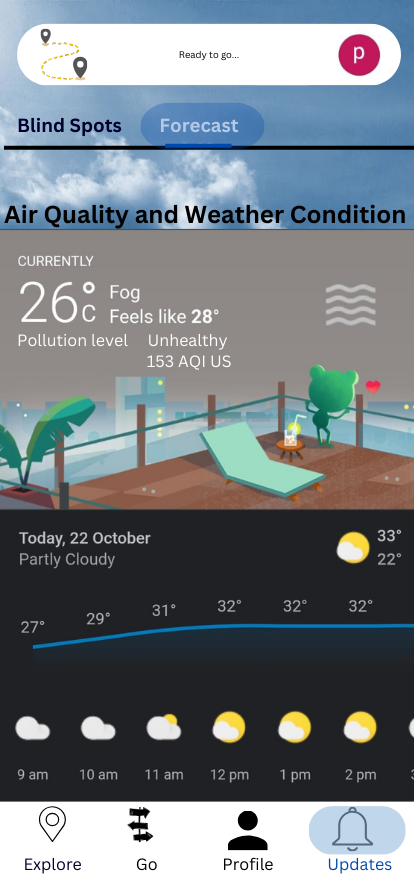 Ready to go...
p
Blind Spots Forecast
Air Quality and Weather Condition
CURRENTLY
26°C
Fog
Feels like 28°
Pollution level Unhealthy
153 AQI US
Today, 22 October
Partly Cloudy
33°
22°
27° 29° 31° 32° 32° 32°
9 am 10 am 11 am 12 pm 1 pm 2 pm
Explore Go Profile Updates